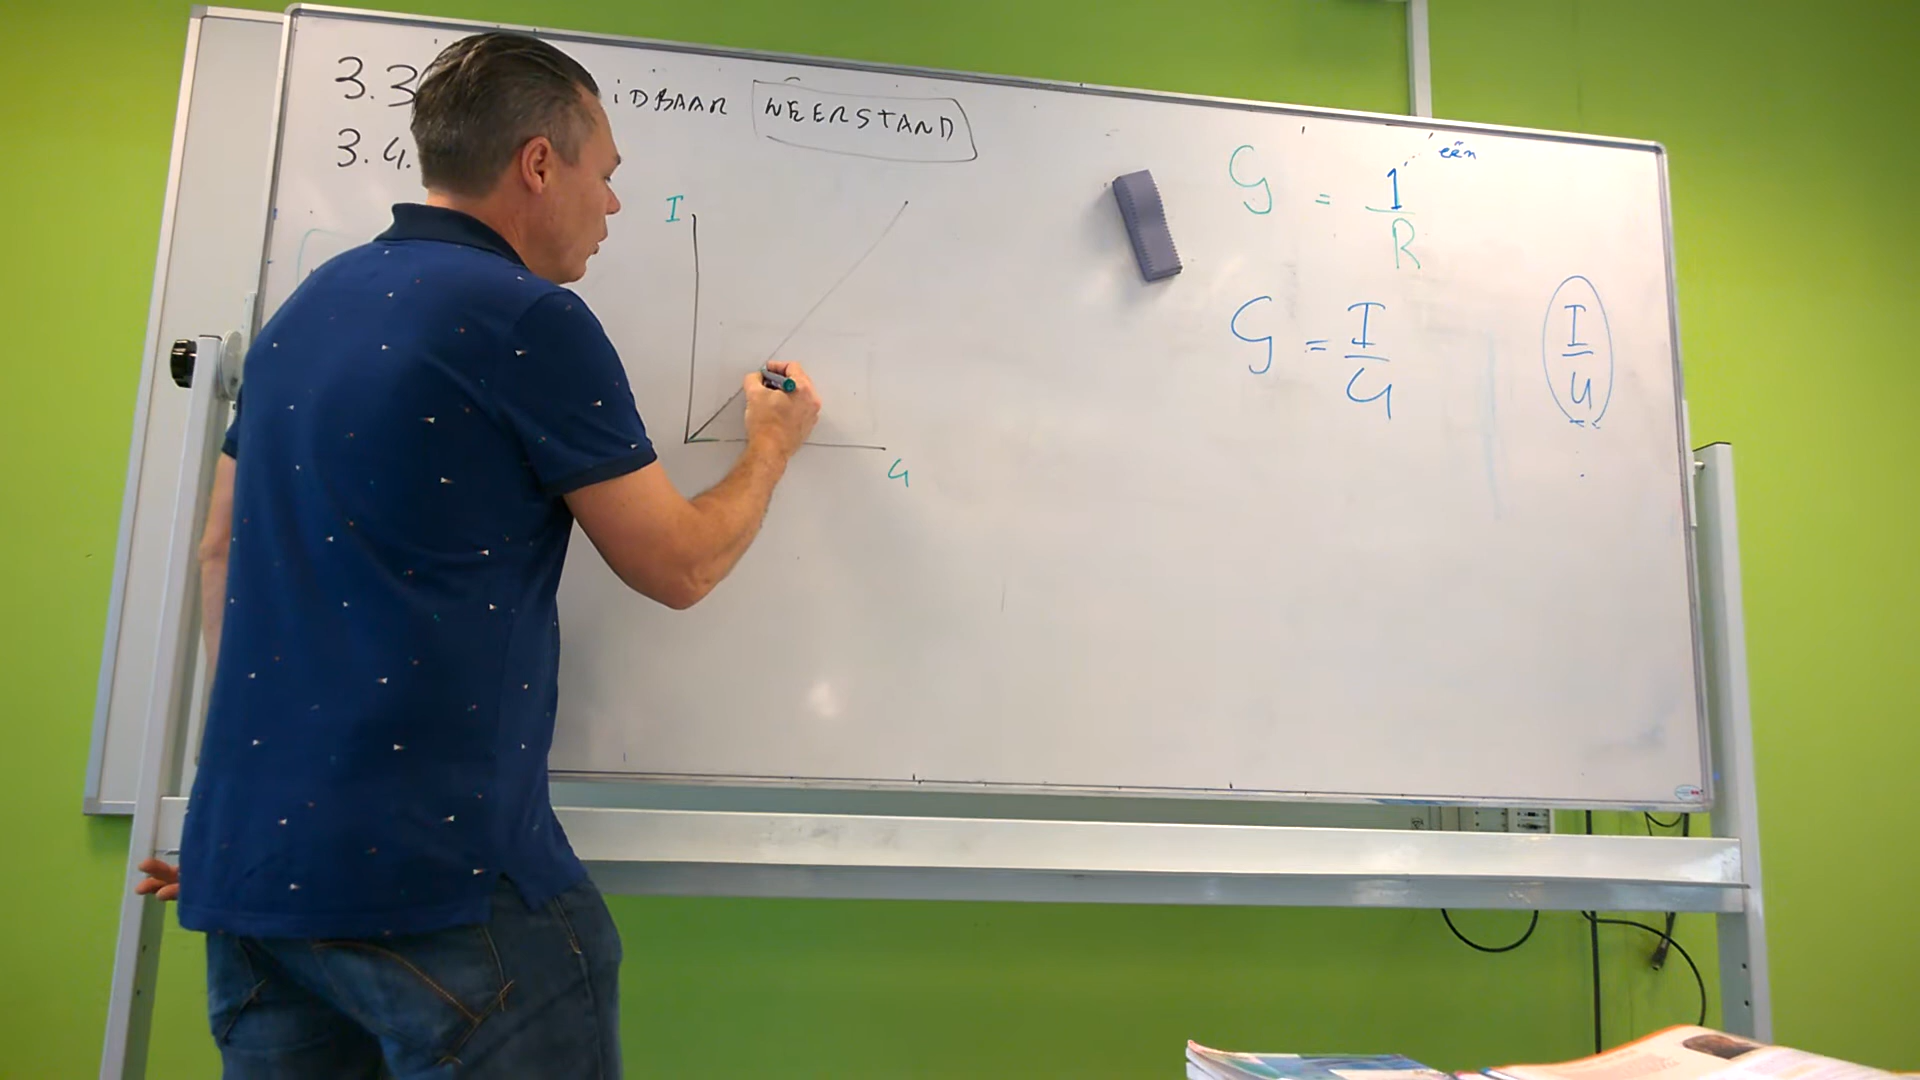 3.3 iDBAAR WEERSTAND
3.4.
I
U
één
G = 1/R
G = I/U
I/U